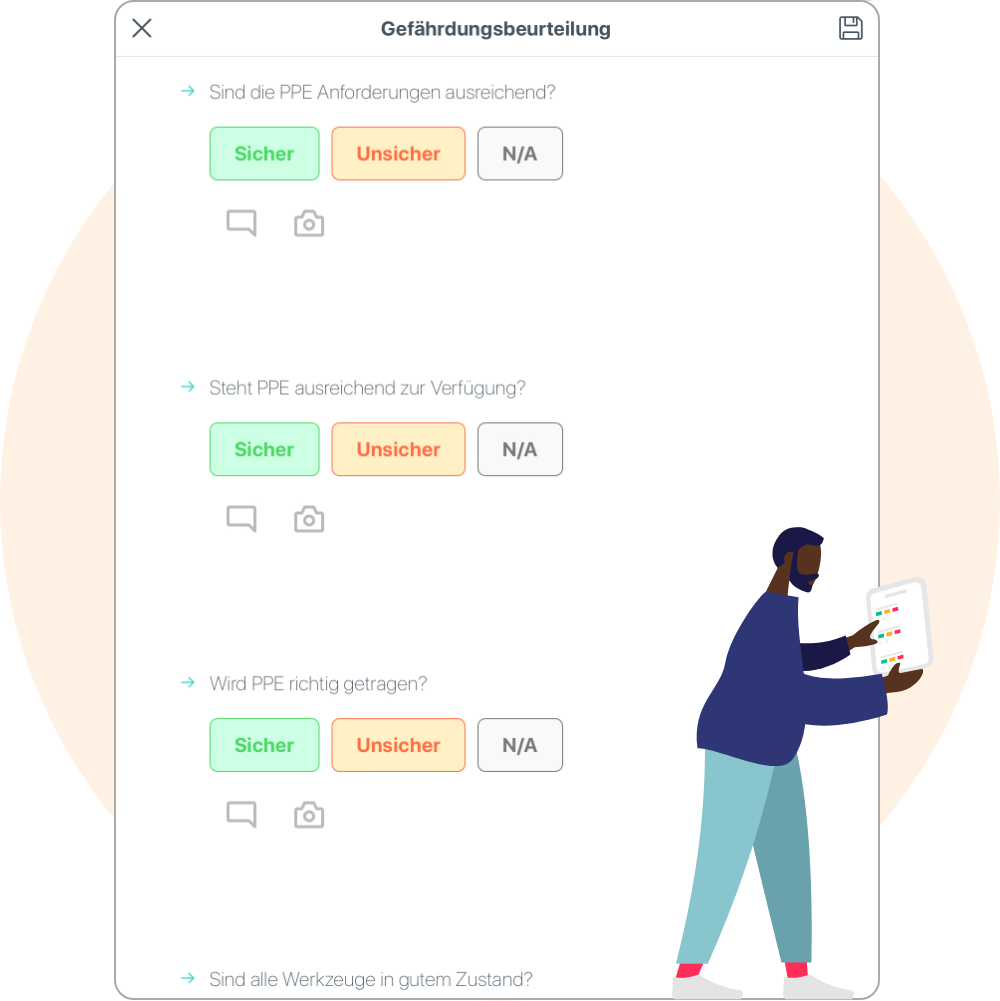 Gefährdungsbeurteilung
Sind die PPE Anforderungen ausreichend?
Sicher Unsicher N/A
Steht PPE ausreichend zur Verfügung?
Sicher Unsicher N/A
Wird PPE richtig getragen?
Sicher Unsicher N/A
Sind alle Werkzeuge in gutem Zustand?